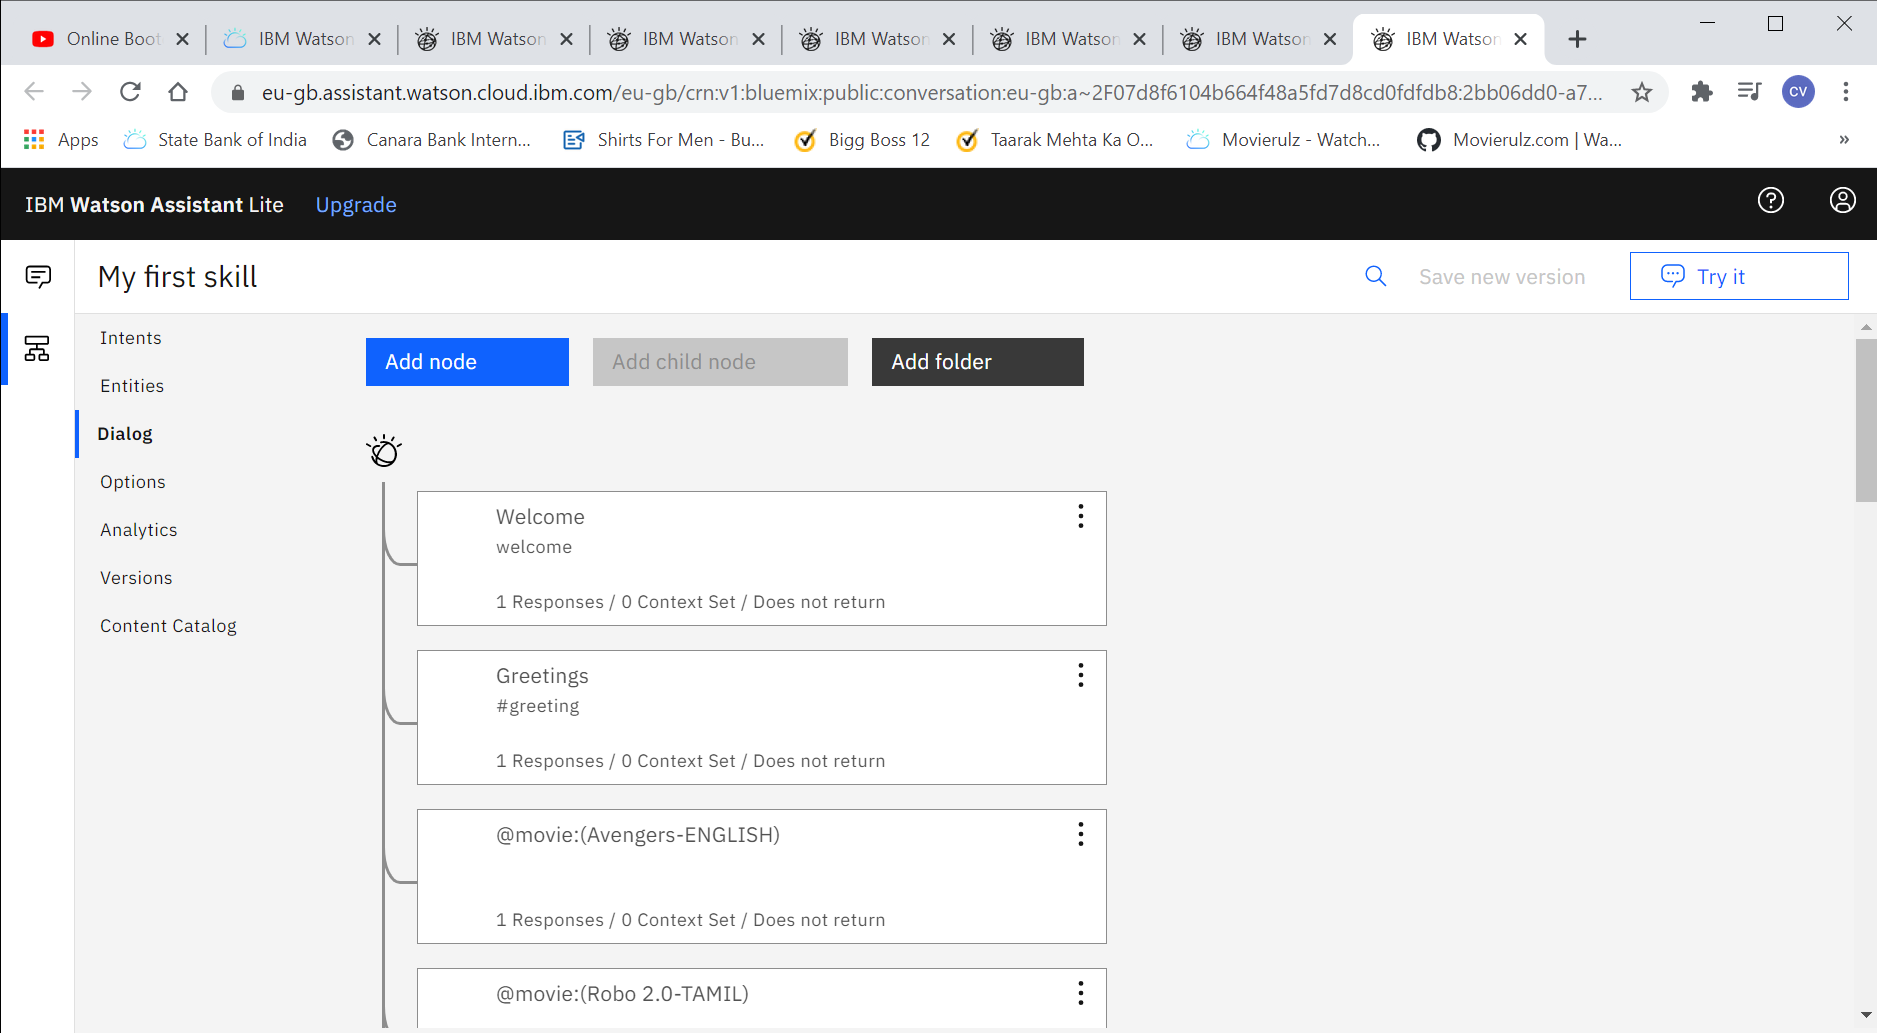 Online Boot
IBM Watson
IBM Watson
IBM Watson
IBM Watson
IBM Watson
IBM Watson
IBM Watson
eu-gb.assistant.watson.cloud.ibm.com/eu-gb/crn:v1:bluemix:public:conversation:eu-gb:a~2F07d8f6104b664f48a5fd7d8cd0fdfdb8:2bb06dd0-a7...
CV
Apps
State Bank of India
Canara Bank Intern...
Shirts For Men - Bu...
Bigg Boss 12
Taarak Mehta Ka O...
Movierulz - Watch...
Movierulz.com | Wa...
»
IBM Watson Assistant Lite
Upgrade
My first skill
Save new version
Try it
Intents
Entities
Dialog
Options
Analytics
Versions
Content Catalog
Add node
Add child node
Add folder
Welcome
welcome
1 Responses / 0 Context Set / Does not return
Greetings
#greeting
1 Responses / 0 Context Set / Does not return
@movie:(Avengers-ENGLISH)
1 Responses / 0 Context Set / Does not return
@movie:(Robo 2.0-TAMIL)